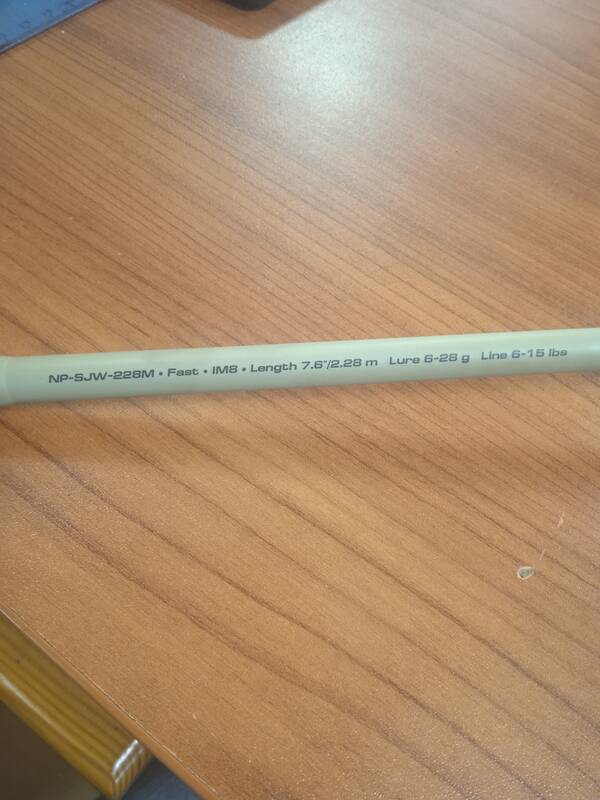 NP-SJW-228M • Fast • IM8 • Length 7.6"/2.28 m Lure 6-28 g Line 6-15 lbs